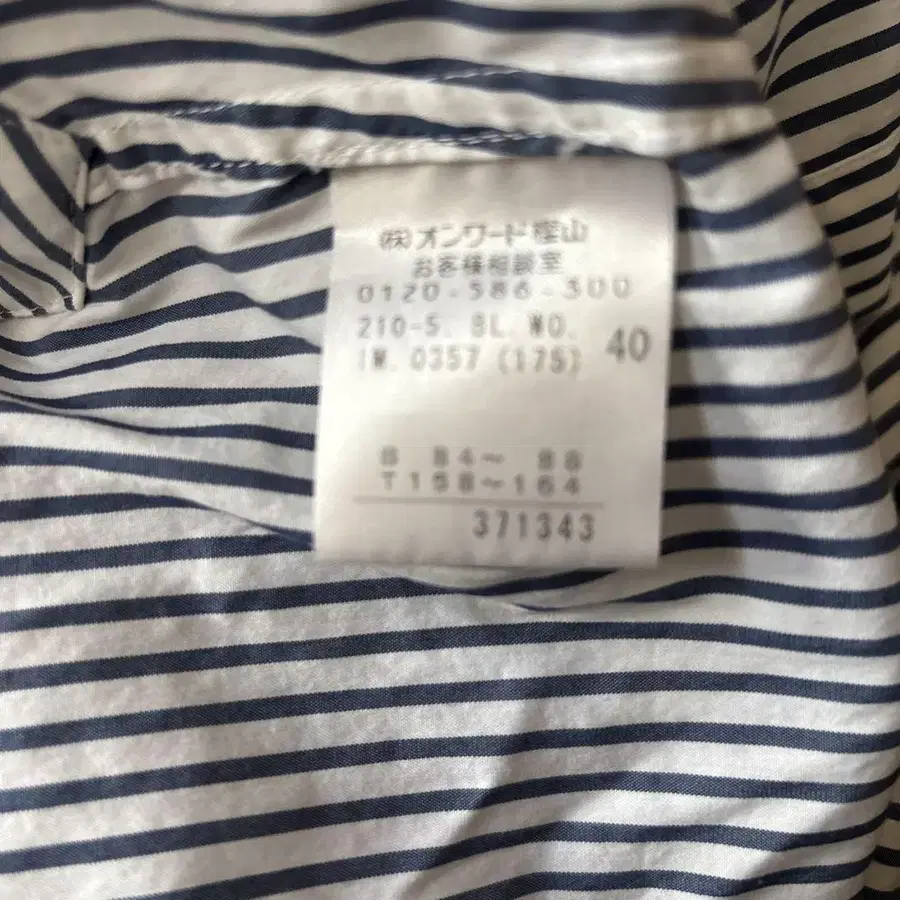 (株)オンワード樫山
お客様相談室
0120-586-300
210-5. BL. WO.
IW. 0357 (175) 40
B 84～ 88
T158～164
371343